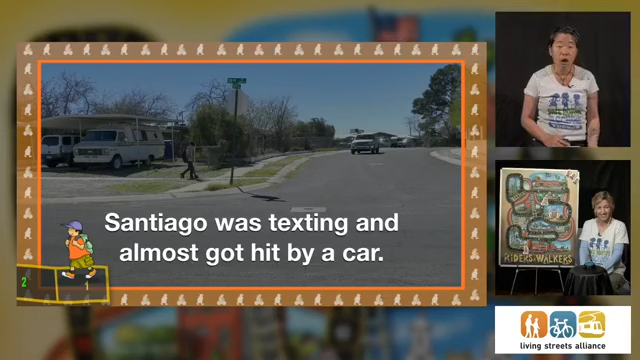 Santiago was texting and
almost got hit by a car.
2
1
RIDERS & WALKERS
living streets alliance